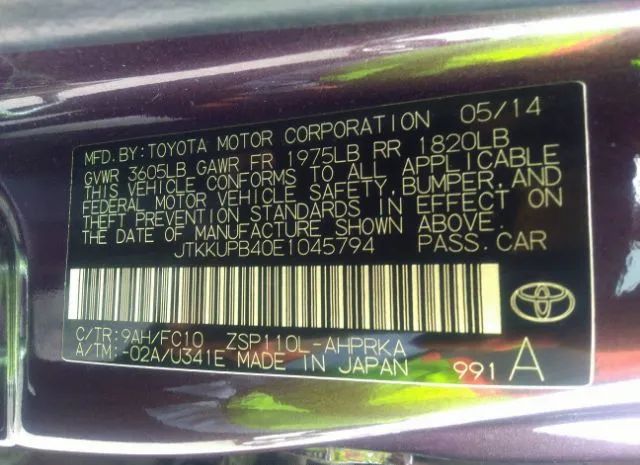 MFD.BY:TOYOTA MOTOR CORPORATION 05/14
GVWR 3605LB GAWR FR 1975LB RR 1820LB
THIS VEHICLE CONFORMS TO ALL APPLICABLE
FEDERAL MOTOR VEHICLE SAFETY, BUMPER, AND
THEFT PREVENTION STANDARDS IN EFFECT ON
THE DATE OF MANUFACTURE SHOWN ABOVE.
JTKKUPB40E1045794 PASS.CAR
C/TR:9AH/FC10 ZSP110L-AHPRKA
A/TM:-02A/U341E MADE IN JAPAN 991 A